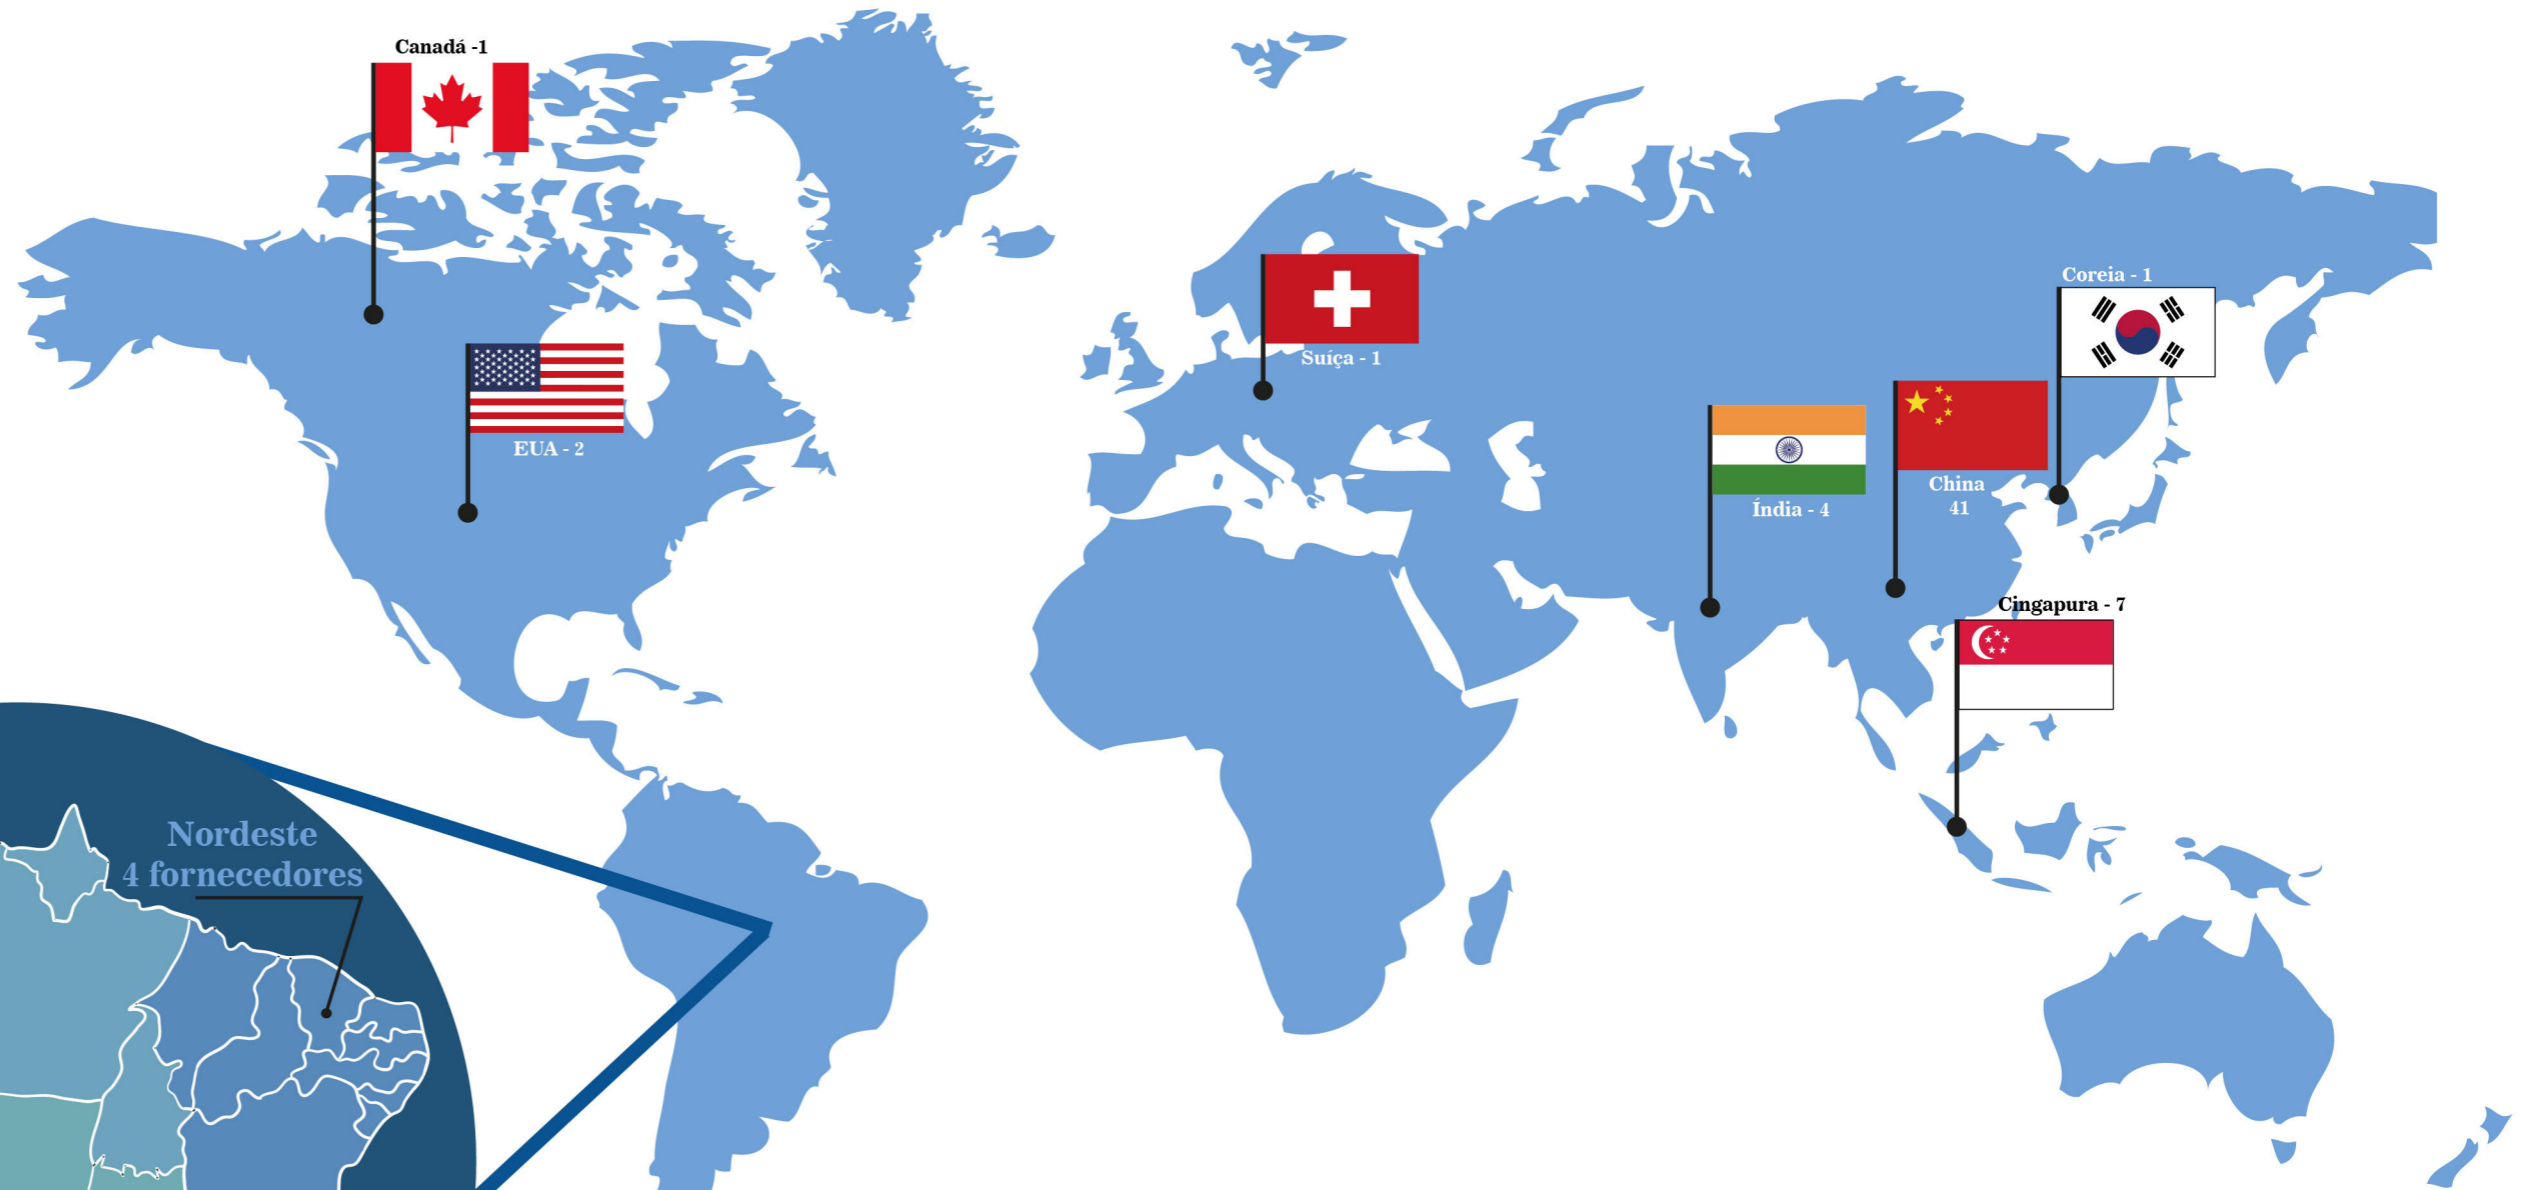 Canadá -1
EUA - 2
Suíça - 1
Coreia - 1
Índia - 4
China
41
Cingapura - 7
Nordeste
4 fornecedores